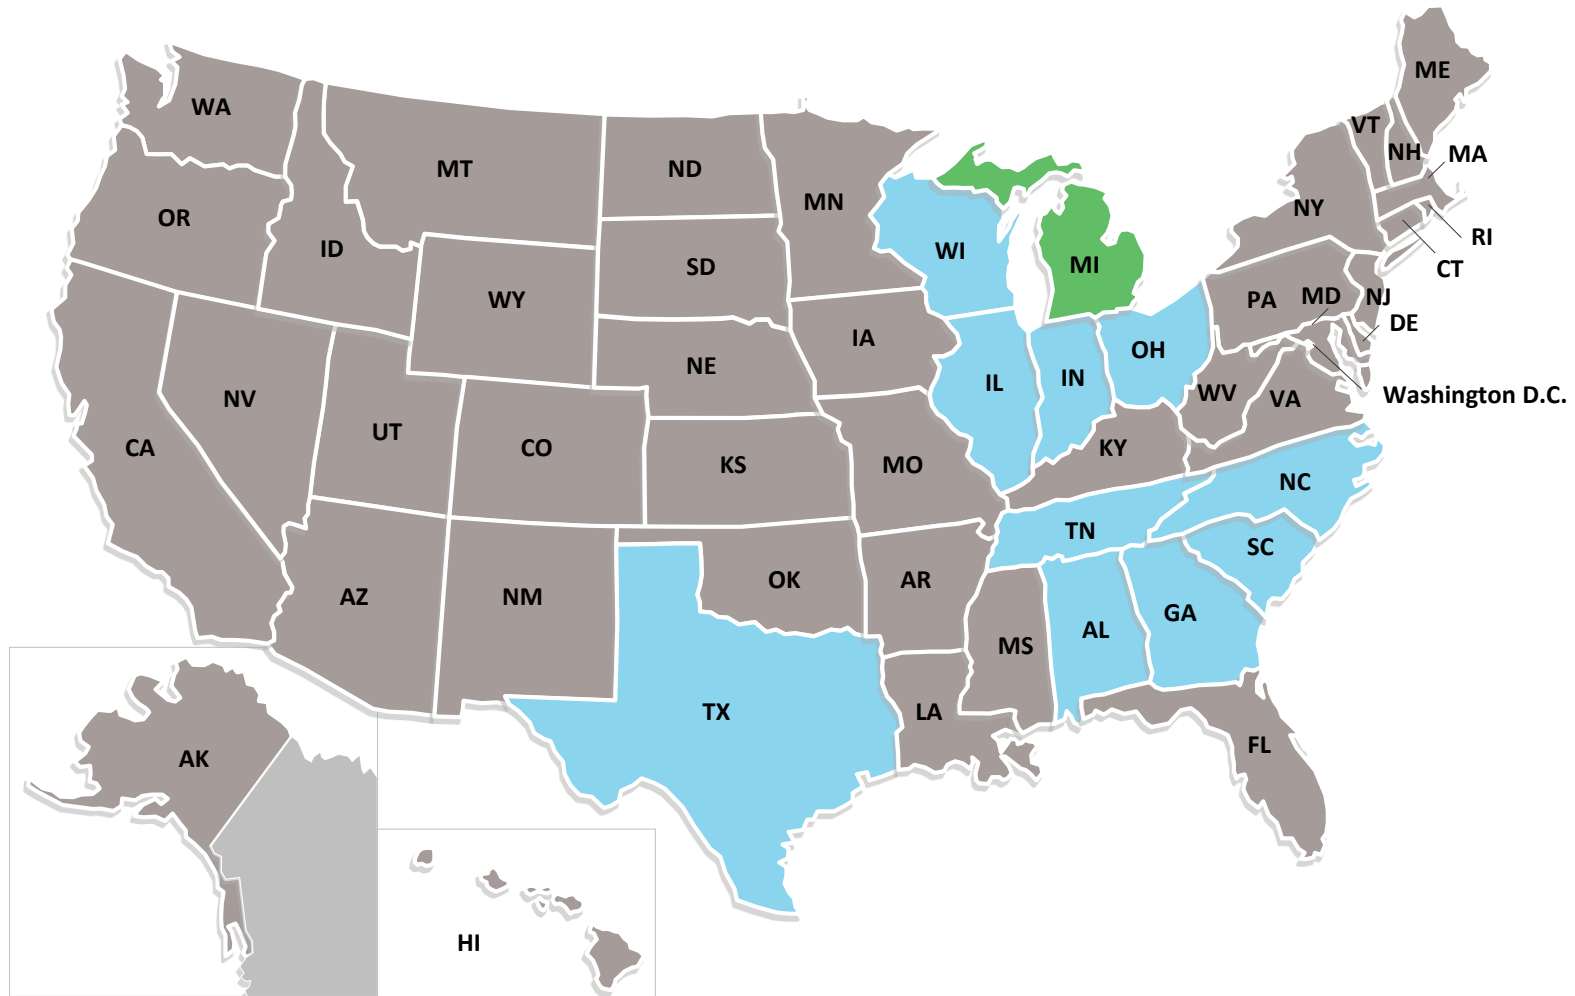 ME
WA
VT
NH
MA
MT
ND
MN
OR
NY
RI
ID
WI
MI
CT
SD
WY
PA
MD
NJ
DE
IA
OH
NE
IL
IN
WV
VA
Washington D.C.
NV
UT
CA
CO
KS
MO
KY
NC
TN
SC
AZ
NM
OK
AR
GA
AL
MS
TX
LA
FL
AK
HI